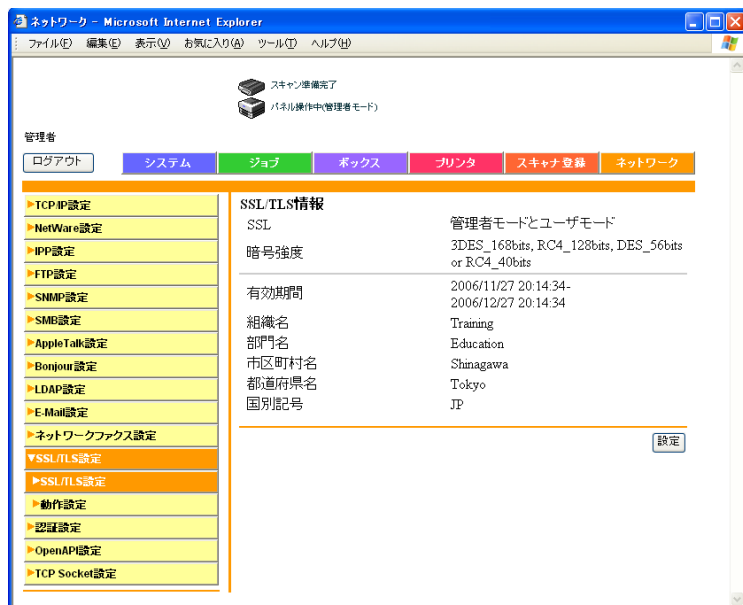 ネットワーク - Microsoft Internet Explorer
ファイル(F) 編集(E) 表示(V) お気に入り(A) ツール(T) ヘルプ(H)
スキャン準備完了
パネル操作中(管理者モード)
管理者
ログアウト システム ジョブ ボックス プリンタ スキャナ登録 ネットワーク
▶TCP/IP設定
▶NetWare設定
▶IPP設定
▶FTP設定
▶SNMP設定
▶SMB設定
▶AppleTalk設定
▶Bonjour設定
▶LDAP設定
▶E-Mail設定
▶ネットワークファクス設定
▼SSL/TLS設定
▶SSL/TLS設定
▶動作設定
▶認証設定
▶OpenAPI設定
▶TCP Socket設定
SSL/TLS情報
SSL 管理者モードとユーザモード
暗号強度 3DES_168bits, RC4_128bits, DES_56bits
or RC4_40bits
有効期間 2006/11/27 20:14:34-
2006/12/27 20:14:34
組織名 Training
部門名 Education
市区町村名 Shinagawa
都道府県名 Tokyo
国別記号 JP
設定